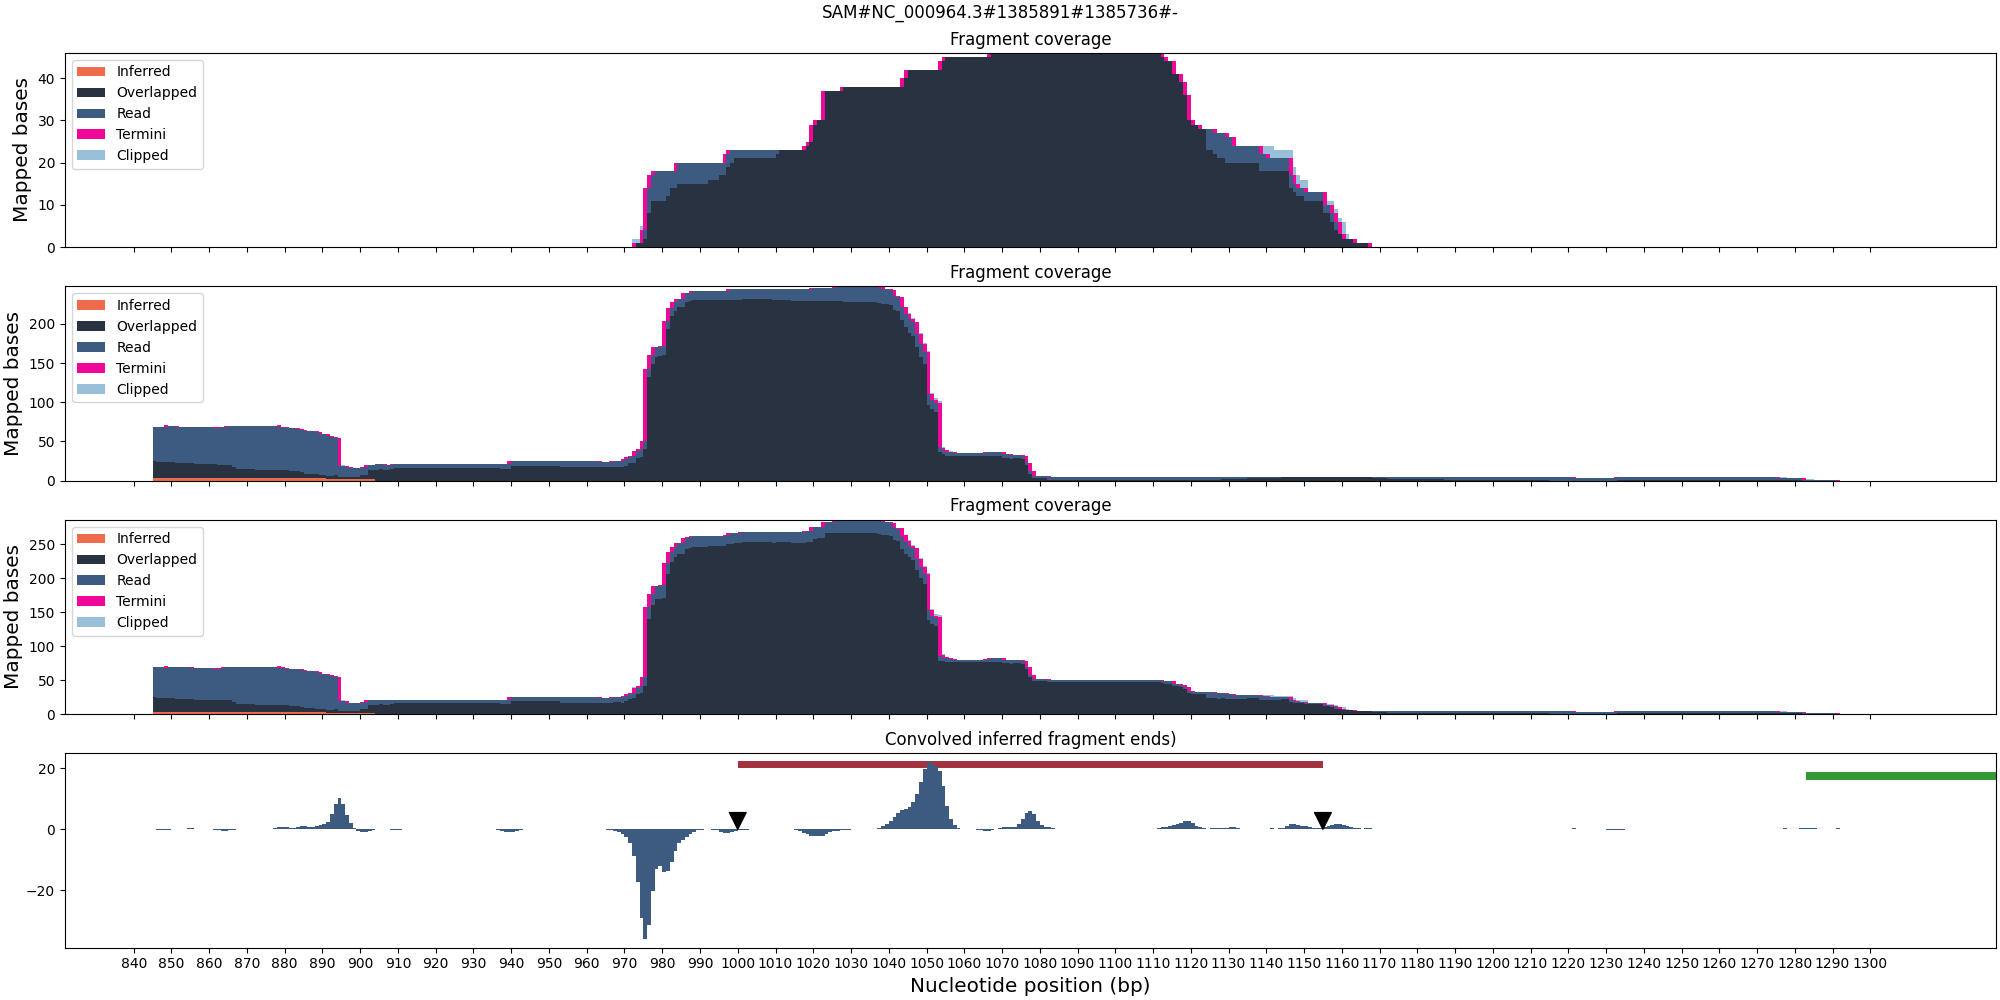 SAM#NC_000964.3#1385891#1385736#-
Fragment coverage
Mapped bases
40
30
20
10
0
Inferred
Overlapped
Read
Termini
Clipped
Fragment coverage
Mapped bases
200
150
100
50
0
Inferred
Overlapped
Read
Termini
Clipped
Fragment coverage
Mapped bases
250
200
150
100
50
0
Inferred
Overlapped
Read
Termini
Clipped
Convolved inferred fragment ends)
20
0
−20
840 850 860 870 880 890 900 910 920 930 940 950 960 970 980 990 1000 1010 1020 1030 1040 1050 1060 1070 1080 1090 1100 1110 1120 1130 1140 1150 1160 1170 1180 1190 1200 1210 1220 1230 1240 1250 1260 1270 1280 1290 1300
Nucleotide position (bp)